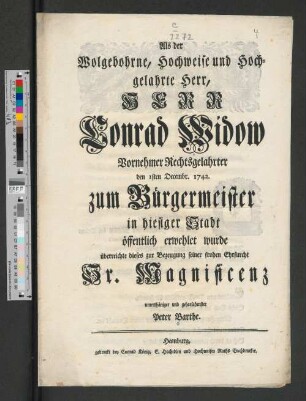 Als der
Wolgebohrne, Hochweise und Hoch-
gelahrte Herr,
HERR
Conrad Widow
Vornehmer Rechtsgelahrter
den 1sten Decembr. 1742.
zum Bürgermeister
in hiesiger Stadt
öffentlich erwehlet wurde
überreichte dieses zur Bezeugung seiner frohen Ehrfurcht
Sr. Magnificenz
unterthäniger und gehorsamster
Peter Barthe.
Hamburg,
gedruckt bey Conrad König, E. Hochedlen und Hochweisen Raths Buchdrucker.